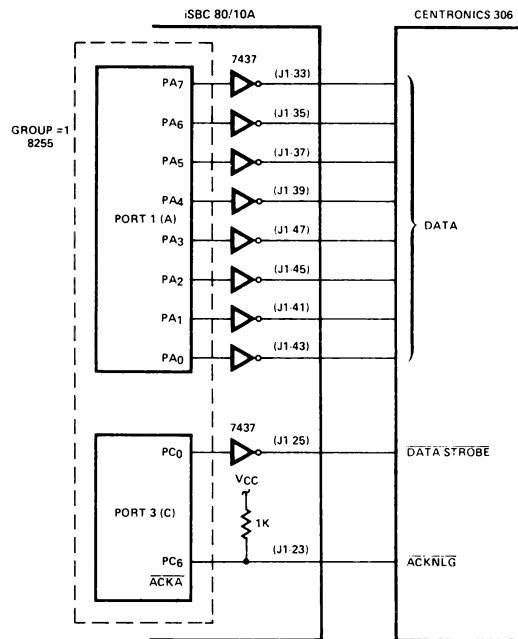 iSBC 80/10A
CENTRONICS 306
GROUP =1
8255
7437
PORT 1 (A)
PA7 (J1-33)
PA6 (J1-35)
PA5 (J1-37)
PA4 (J1 39)
PA3 (J1-47)
PA2 (J1-45)
PA1 (J1-41)
PA0 (J1-43)
DATA
7437
PC0 (J1 25)
DATA STROBE
VCC
PORT 3 (C)
1K
PC6 (J1-23)
ACKNLG
ACKA